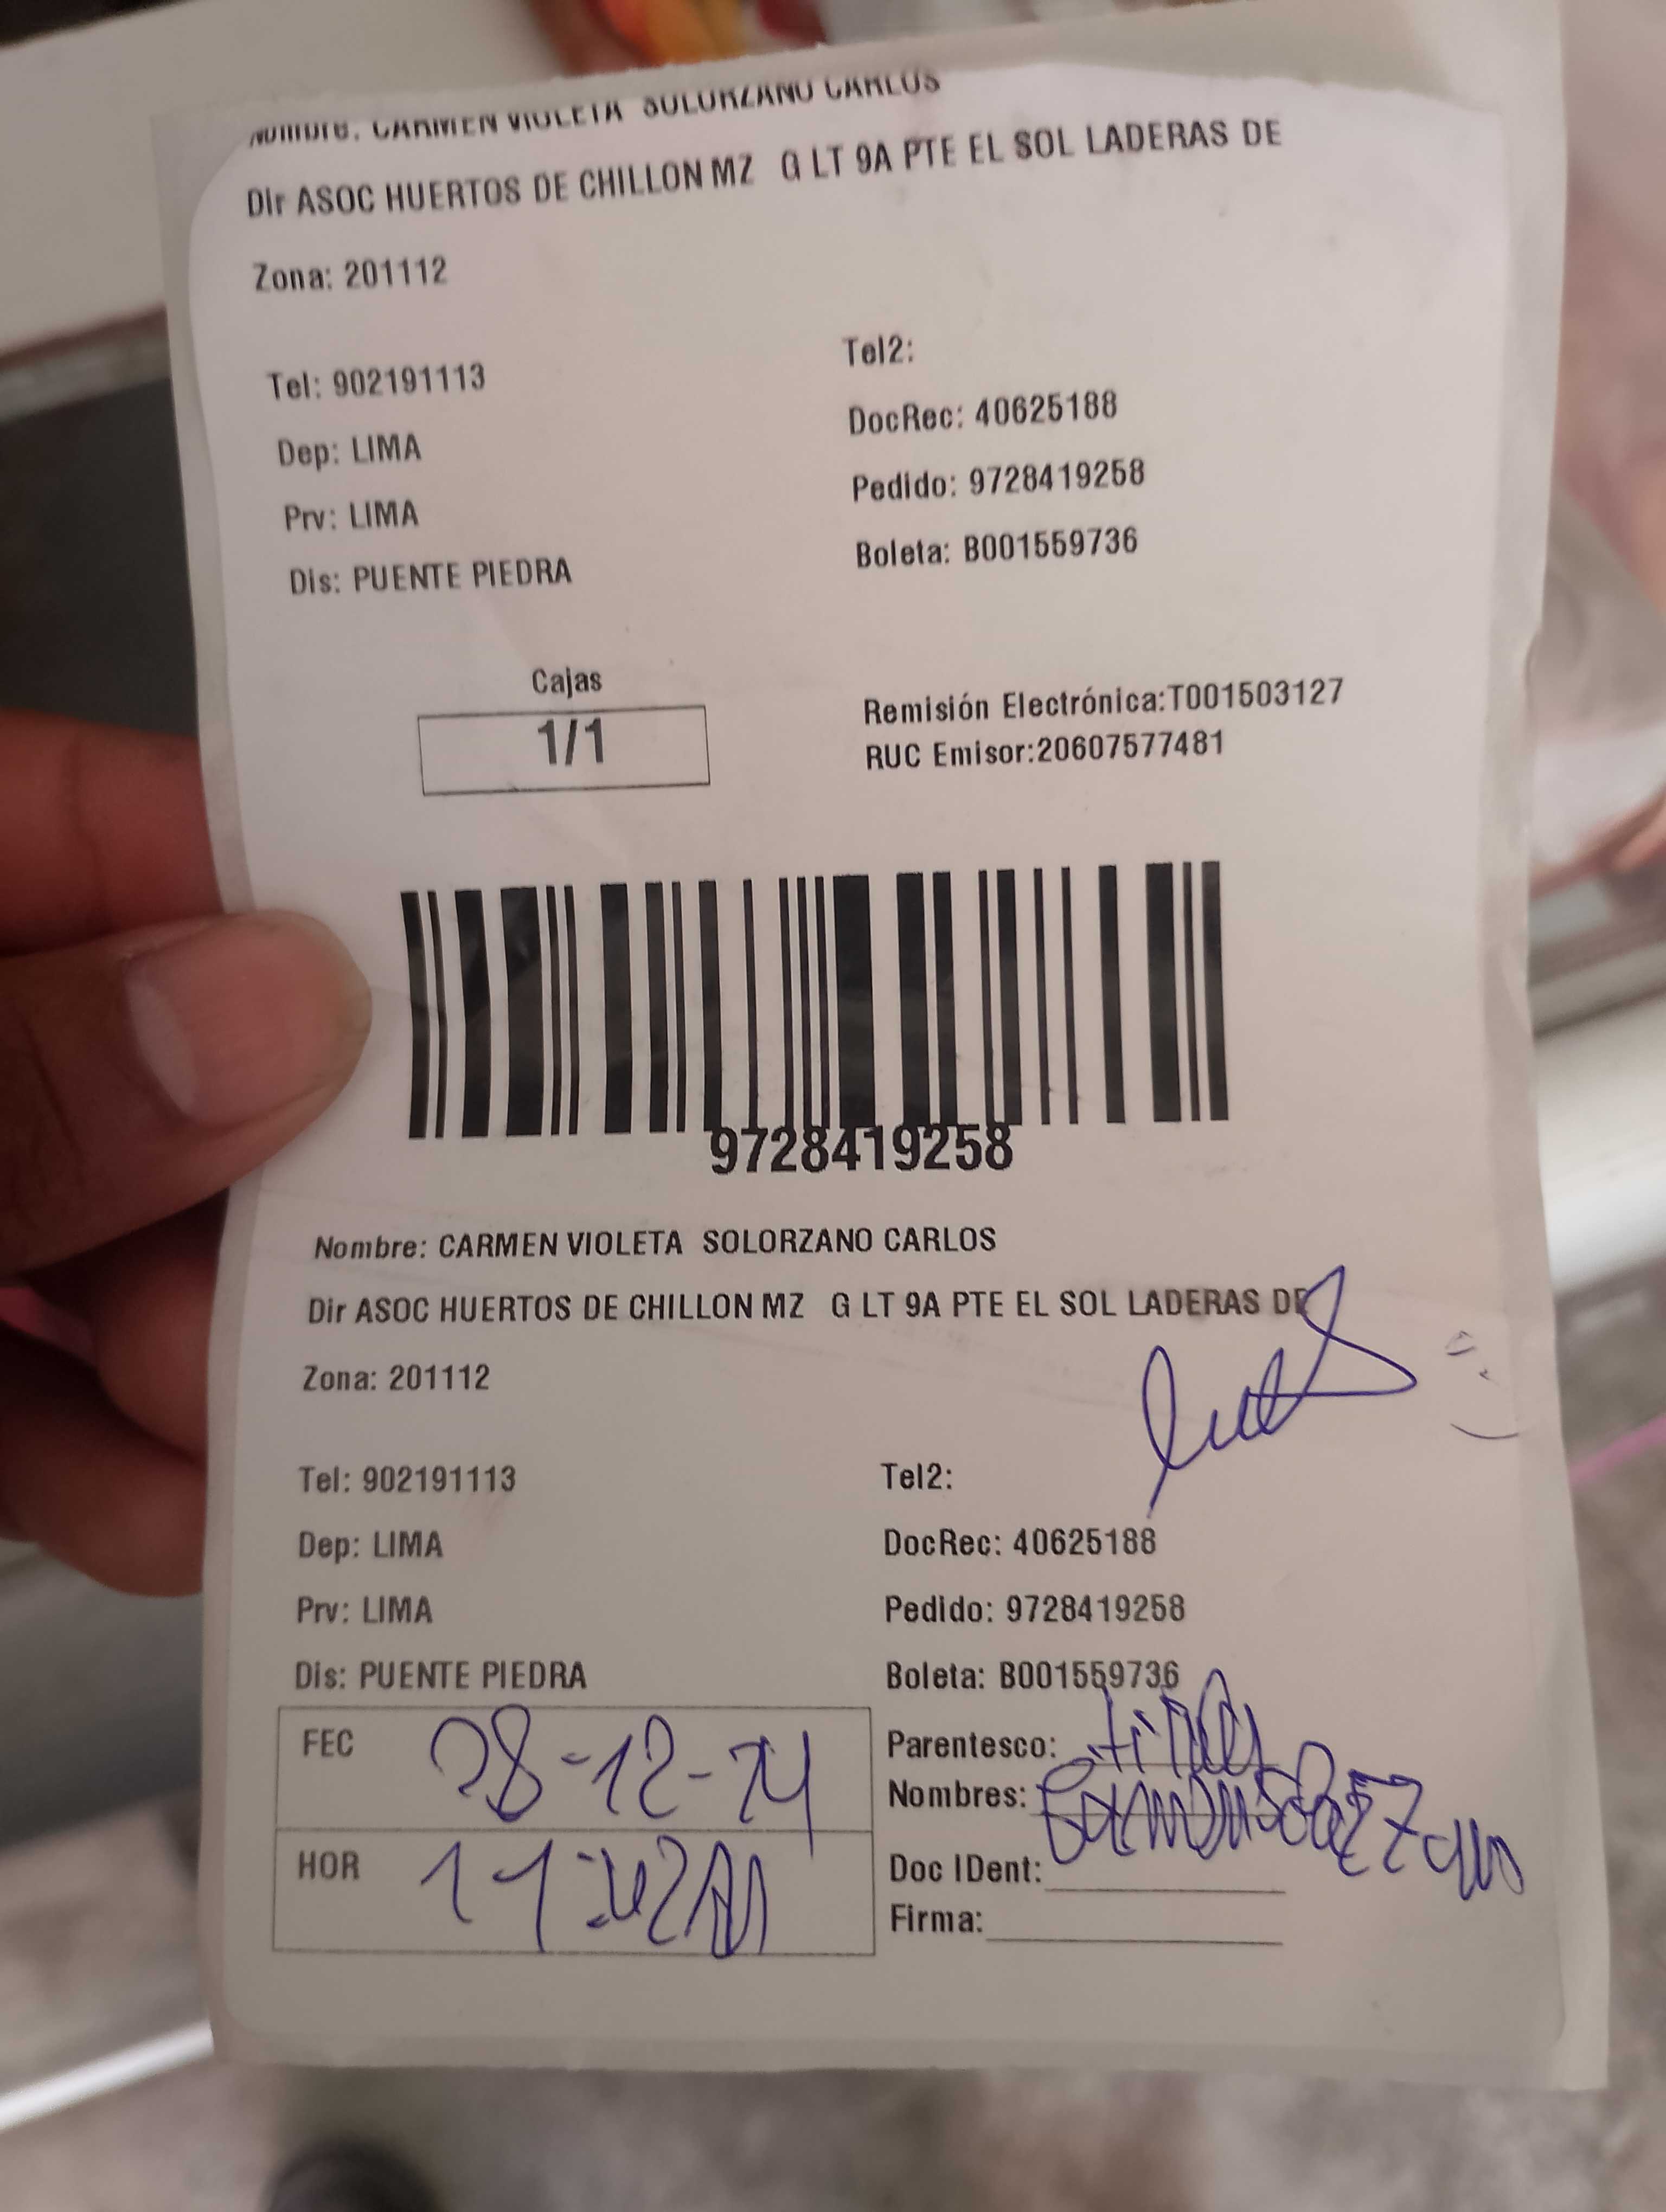 Nombre: CARMEN VIOLETA SOLORZANO CARLOS
Dir ASOC HUERTOS DE CHILLON MZ G LT 9A PTE EL SOL LADERAS DE
Zona: 201112
Tel: 902191113 Tel2:
Dep: LIMA DocRec: 40625188
Prv: LIMA Pedido: 9728419258
Dis: PUENTE PIEDRA Boleta: B001559736
Cajas
1/1
Remisión Electrónica:T001503127
RUC Emisor:20607577481
9728419258
Nombre: CARMEN VIOLETA SOLORZANO CARLOS
Dir ASOC HUERTOS DE CHILLON MZ G LT 9A PTE EL SOL LADERAS DE
Zona: 201112
Tel: 902191113 Tel2:
Dep: LIMA DocRec: 40625188
Prv: LIMA Pedido: 9728419258
Dis: PUENTE PIEDRA Boleta: B001559736
FEC 28-12-24
HOR
Parentesco:
Nombres: Carmen Solorzano
Doc IDent:
Firma: